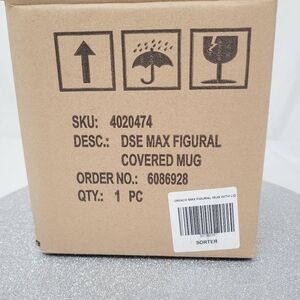 SKU: 4020474
DESC.: DSE MAX FIGURAL
COVERED MUG
ORDER NO.: 6086928
QTY.: 1 PC
SORTER